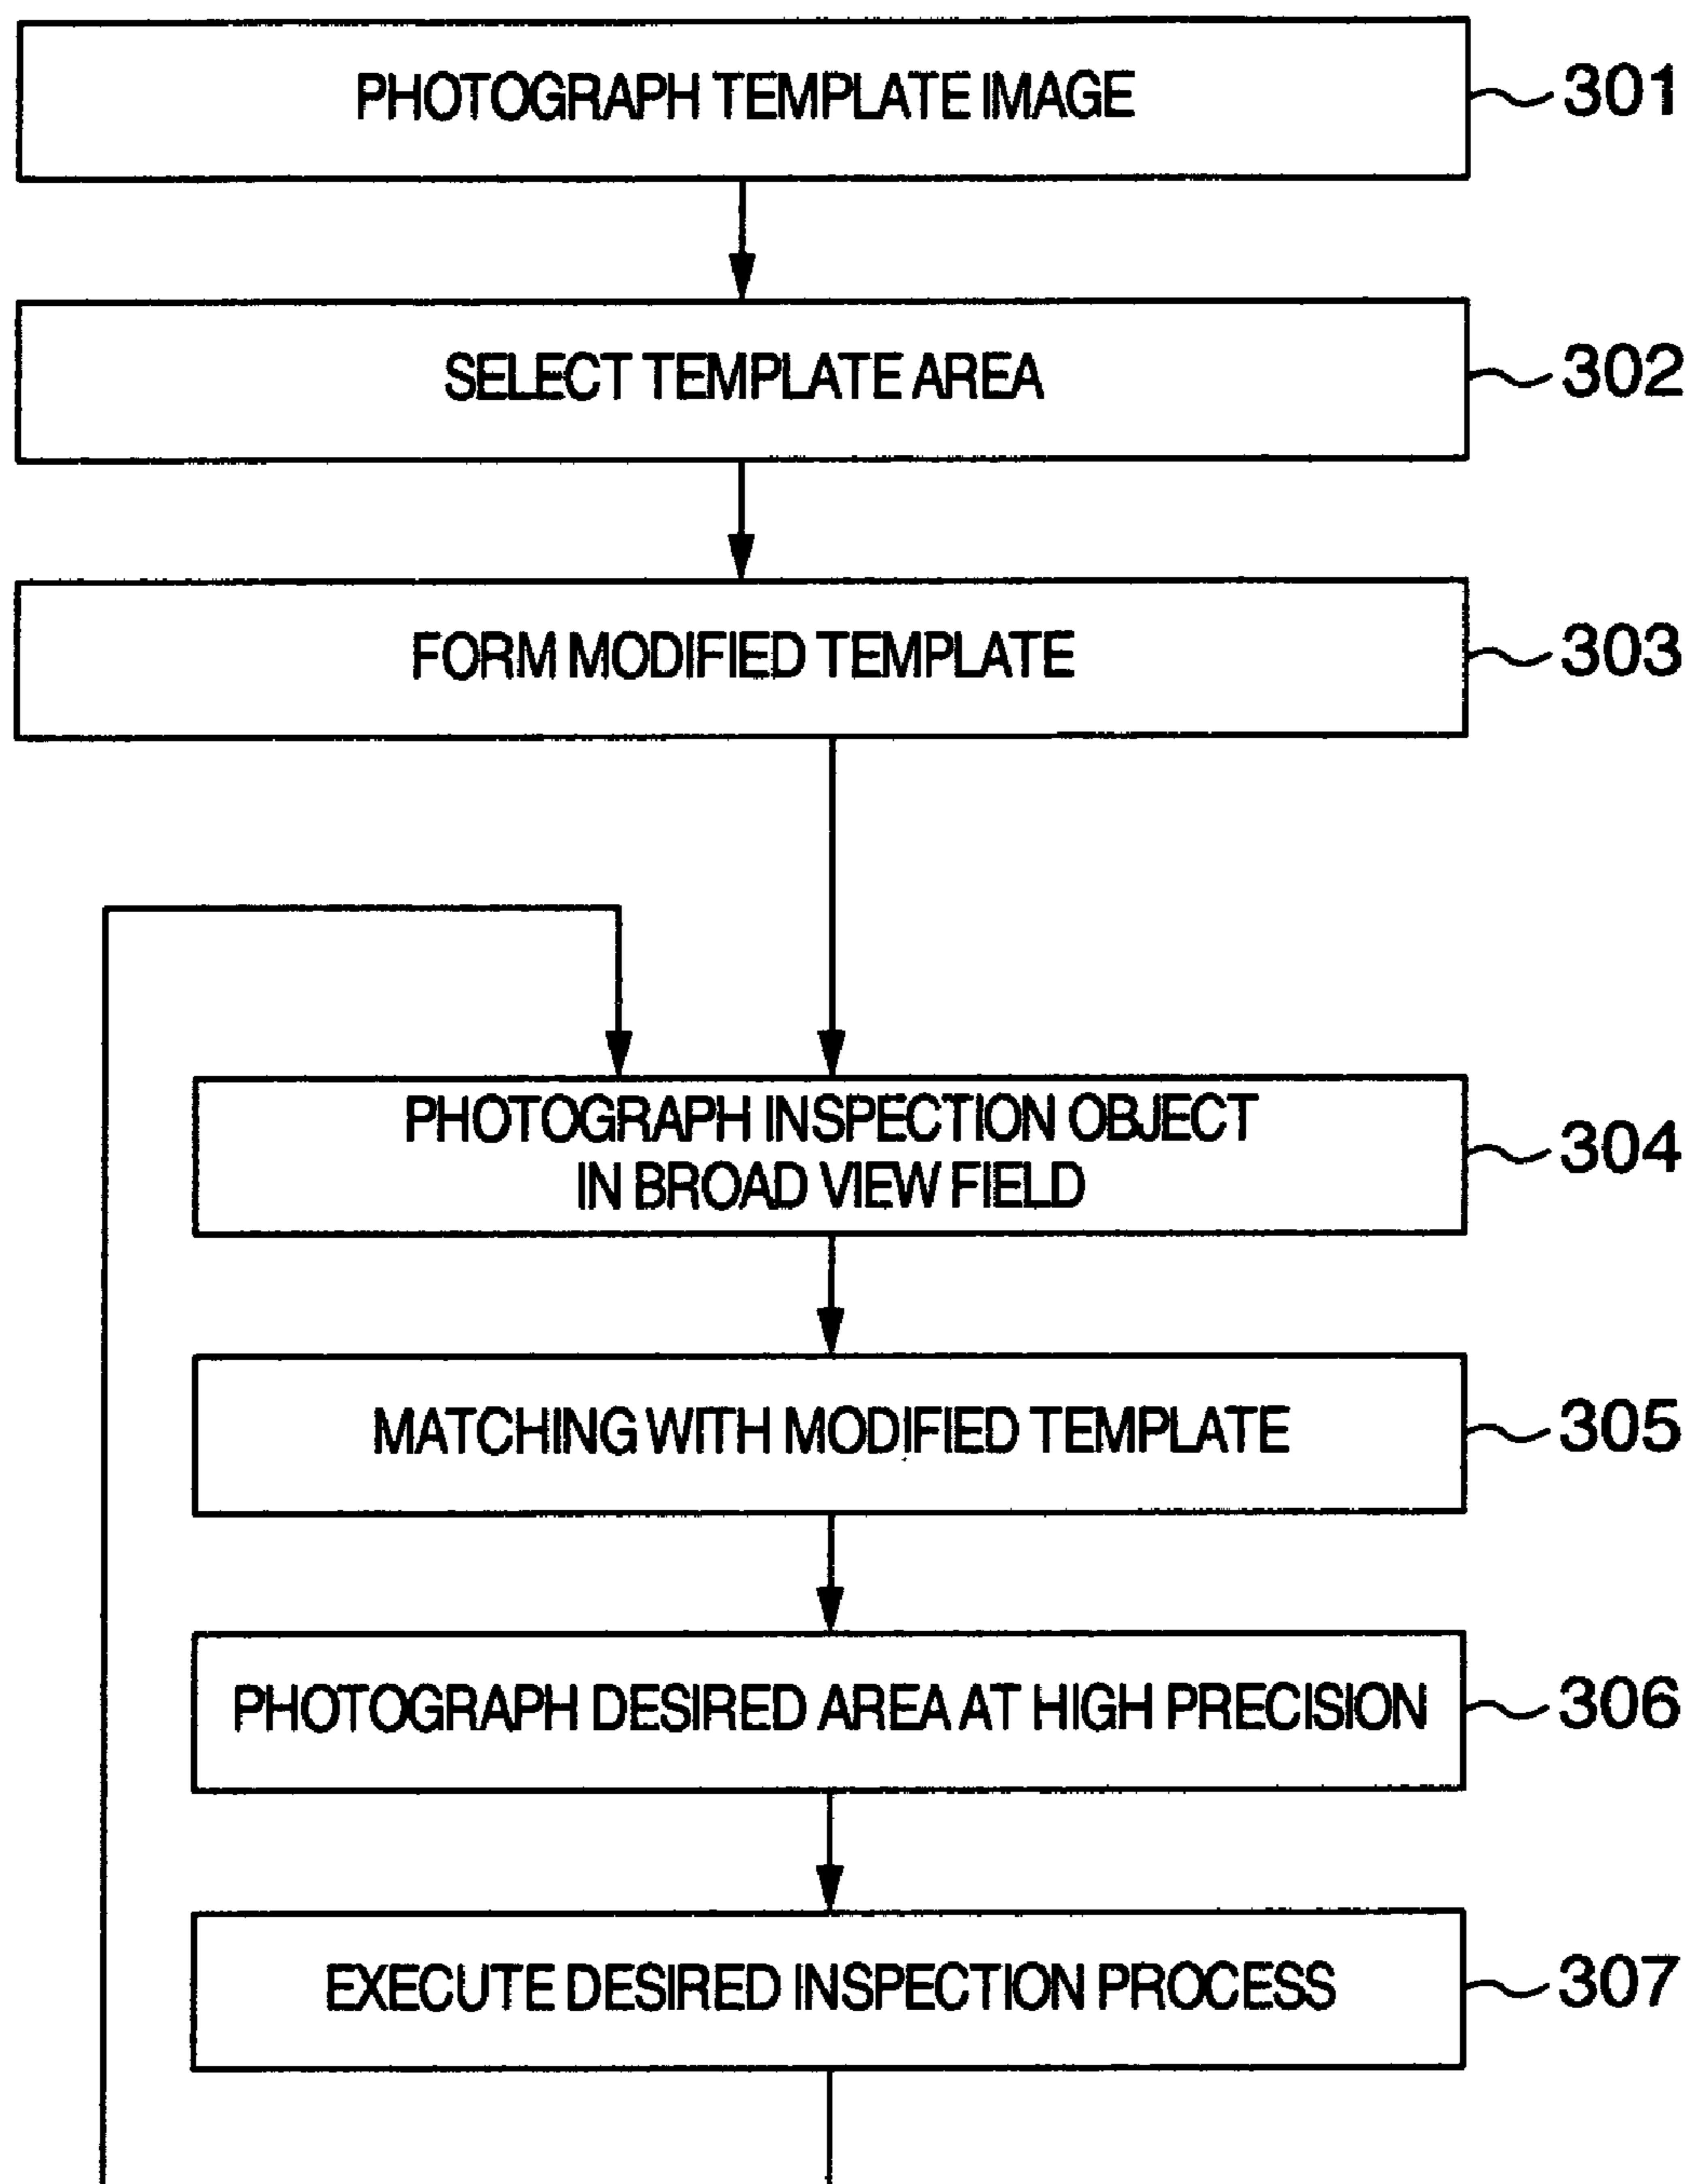 PHOTOGRAPH TEMPLATE IMAGE
301
SELECT TEMPLATE AREA
302
FORM MODIFIED TEMPLATE
303
PHOTOGRAPH INSPECTION OBJECT
IN BROAD VIEW FIELD
304
MATCHING WITH MODIFIED TEMPLATE
305
PHOTOGRAPH DESIRED AREA AT HIGH PRECISION
306
EXECUTE DESIRED INSPECTION PROCESS
307